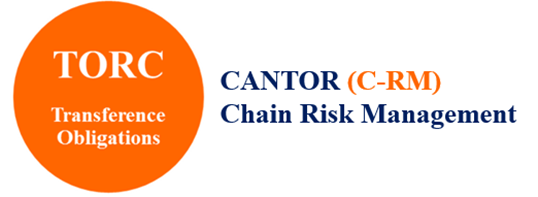 TORC
Transference
Obligations
CANTOR (C-RM)
Chain Risk Management